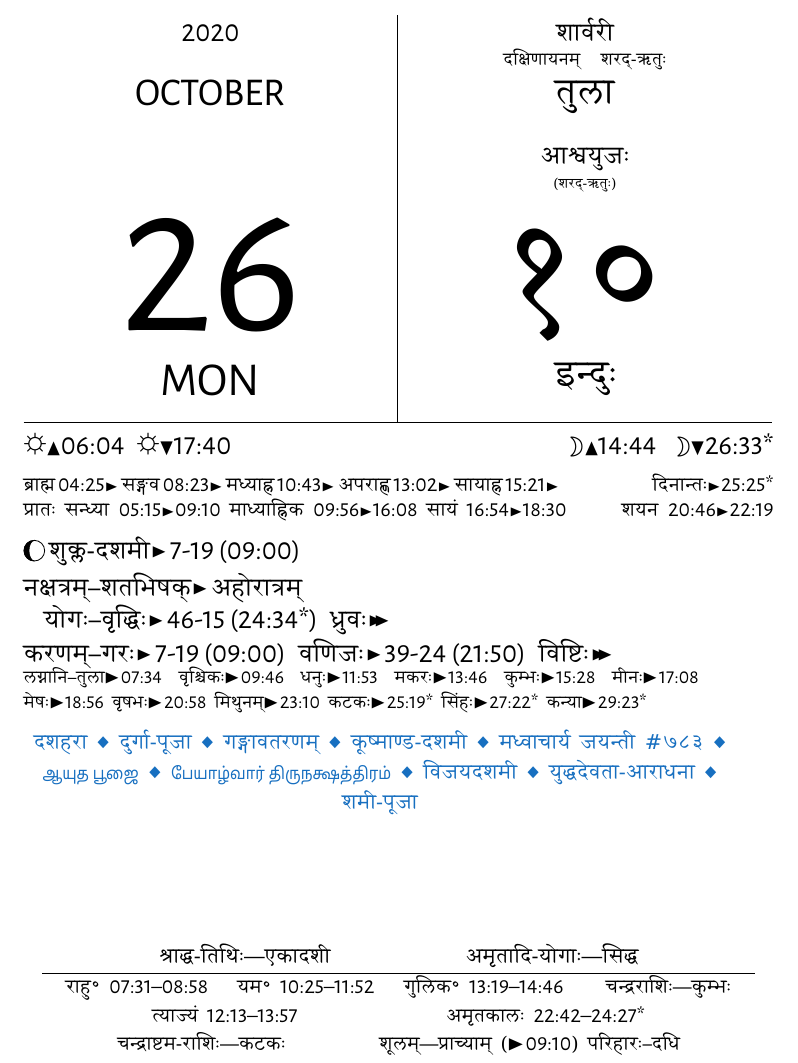 2020
OCTOBER
26
MON
शार्वरी
दक्षिणायनम् शरद्-ऋतुः
तुला
आश्वयुजः
(शरद्-ऋतुः)
१०
इन्दुः
☼▲06:04 ☼▼17:40 ☽▲14:44 ☽▼26:33*
ब्राह्म 04:25► सङ्गव 08:23► मध्याह्न 10:43► अपराह्ण 13:02► सायाह्न 15:21► दिनान्तः►25:25*
प्रातः सन्ध्या 05:15►09:10 माध्याह्निक 09:56►16:08 सायं 16:54►18:30 शयन 20:46►22:19
शुक्ल-दशमी►7-19 (09:00)
नक्षत्रम्–शतभिषक्► अहोरात्रम्
योगः–वृद्धिः►46-15 (24:34*) ध्रुवः►►
करणम्–गरः►7-19 (09:00) वणिजः►39-24 (21:50) विष्टिः►►
लग्नानि–तुला►07:34 वृश्चिकः►09:46 धनुः►11:53 मकरः►13:46 कुम्भः►15:28 मीनः►17:08
मेषः►18:56 वृषभः►20:58 मिथुनम्►23:10 कटकः►25:19* सिंहः►27:22* कन्या►29:23*
दशहरा ◆ दुर्गा-पूजा ◆ गङ्गावतरणम् ◆ कूष्माण्ड-दशमी ◆ मध्वाचार्य जयन्ती #७८३ ◆
ஆயுத பூஜை ◆ பேயாழ்வார் திருநக்ஷத்திரம் ◆ विजयदशमी ◆ युद्धदेवता-आराधना ◆
शमी-पूजा
श्राद्ध-तिथिः—एकादशी अमृतादि-योगाः—सिद्ध
राहु° 07:31–08:58 यम° 10:25–11:52 गुलिक° 13:19–14:46 चन्द्रराशिः—कुम्भः
त्याज्यं 12:13–13:57 अमृतकालः 22:42–24:27*
चन्द्राष्टम-राशिः—कटकः शूलम्—प्राच्याम् (►09:10) परिहारः–दधि